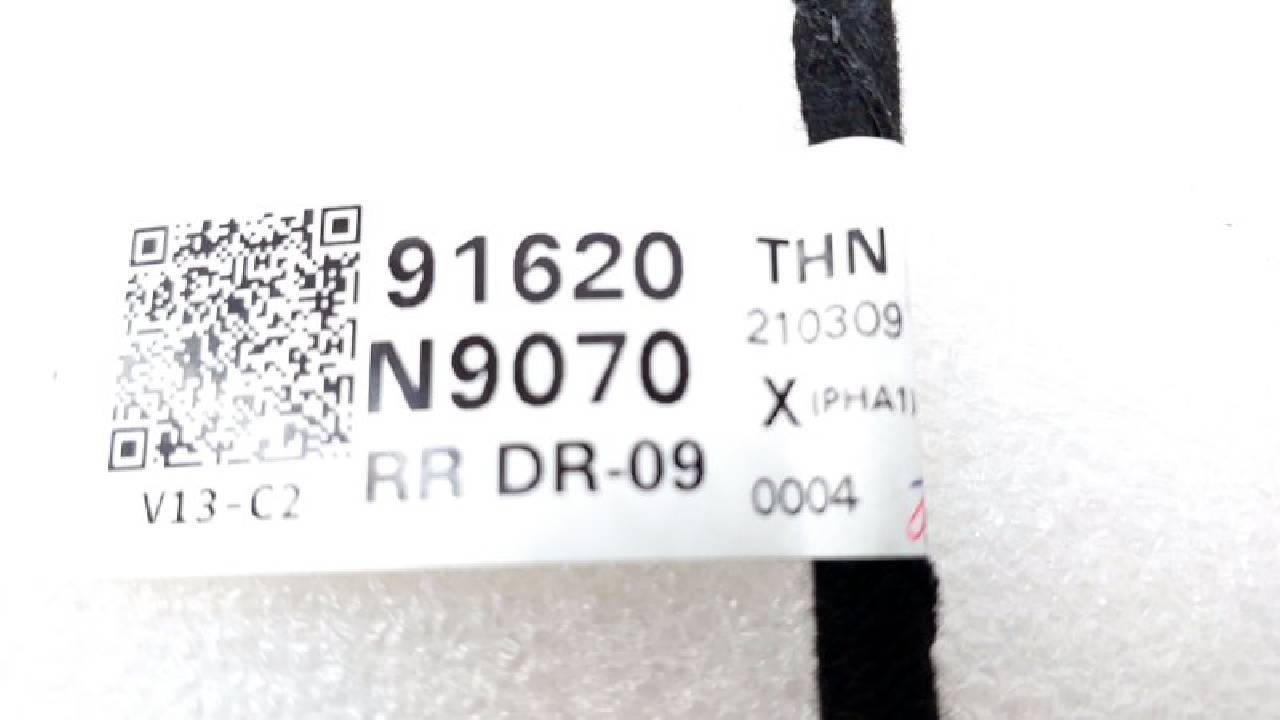 91620
N9070
RR DR-09
V13-C2
THN
210309
X (PHA1)
0004